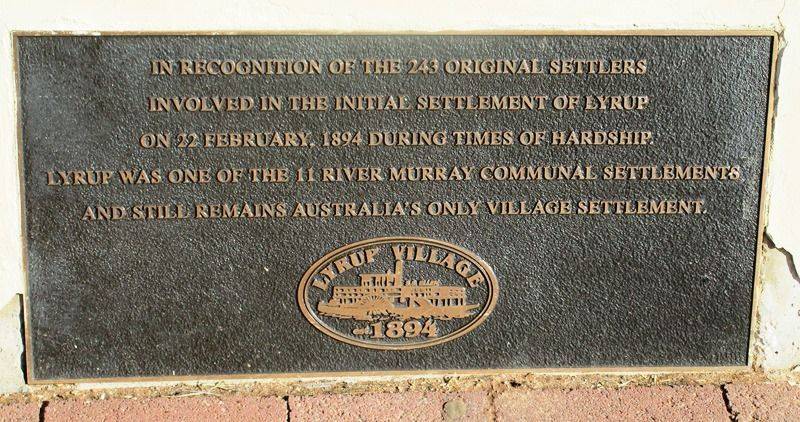 IN RECOGNITION OF THE 243 ORIGINAL SETTLERS
INVOLVED IN THE INITIAL SETTLEMENT OF LYRUP
ON 22 FEBRUARY, 1894 DURING TIMES OF HARDSHIP.
LYRUP WAS ONE OF THE 11 RIVER MURRAY COMMUNAL SETTLEMENTS
AND STILL REMAINS AUSTRALIA'S ONLY VILLAGE SETTLEMENT.
LYRUP VILLAGE
1894